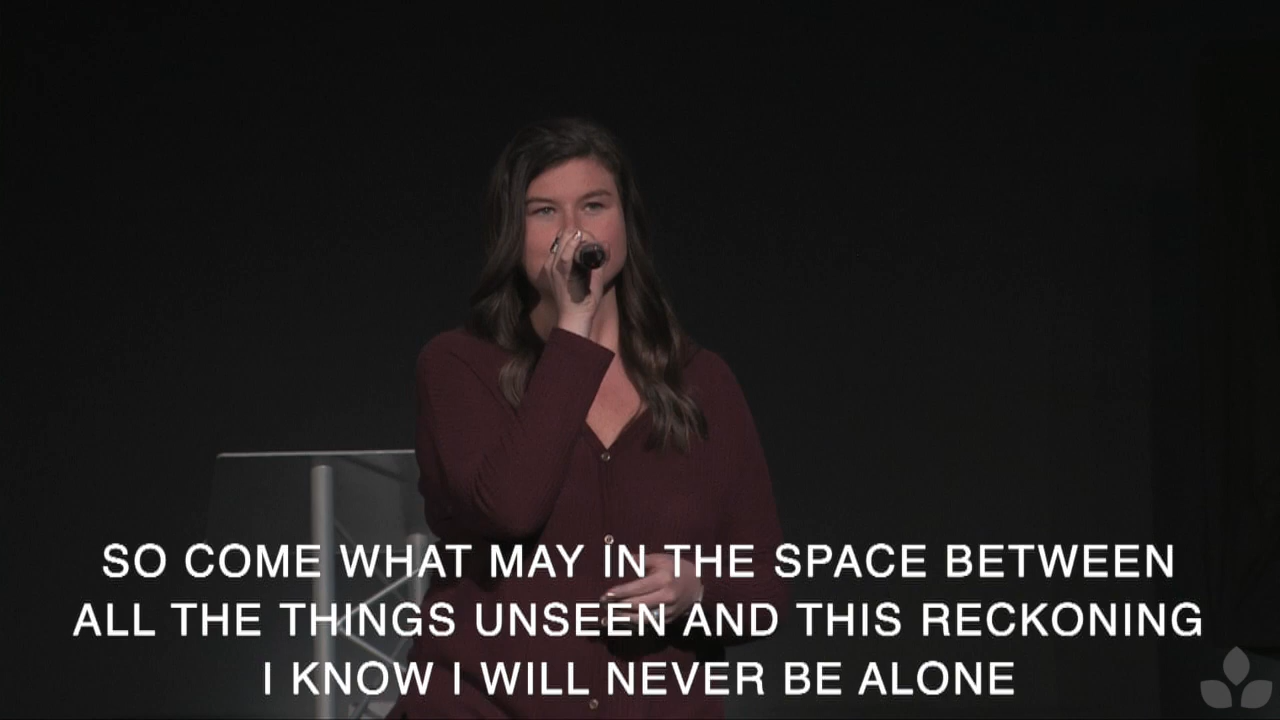 SO COME WHAT MAY IN THE SPACE BETWEEN
ALL THE THINGS UNSEEN AND THIS RECKONING
I KNOW I WILL NEVER BE ALONE